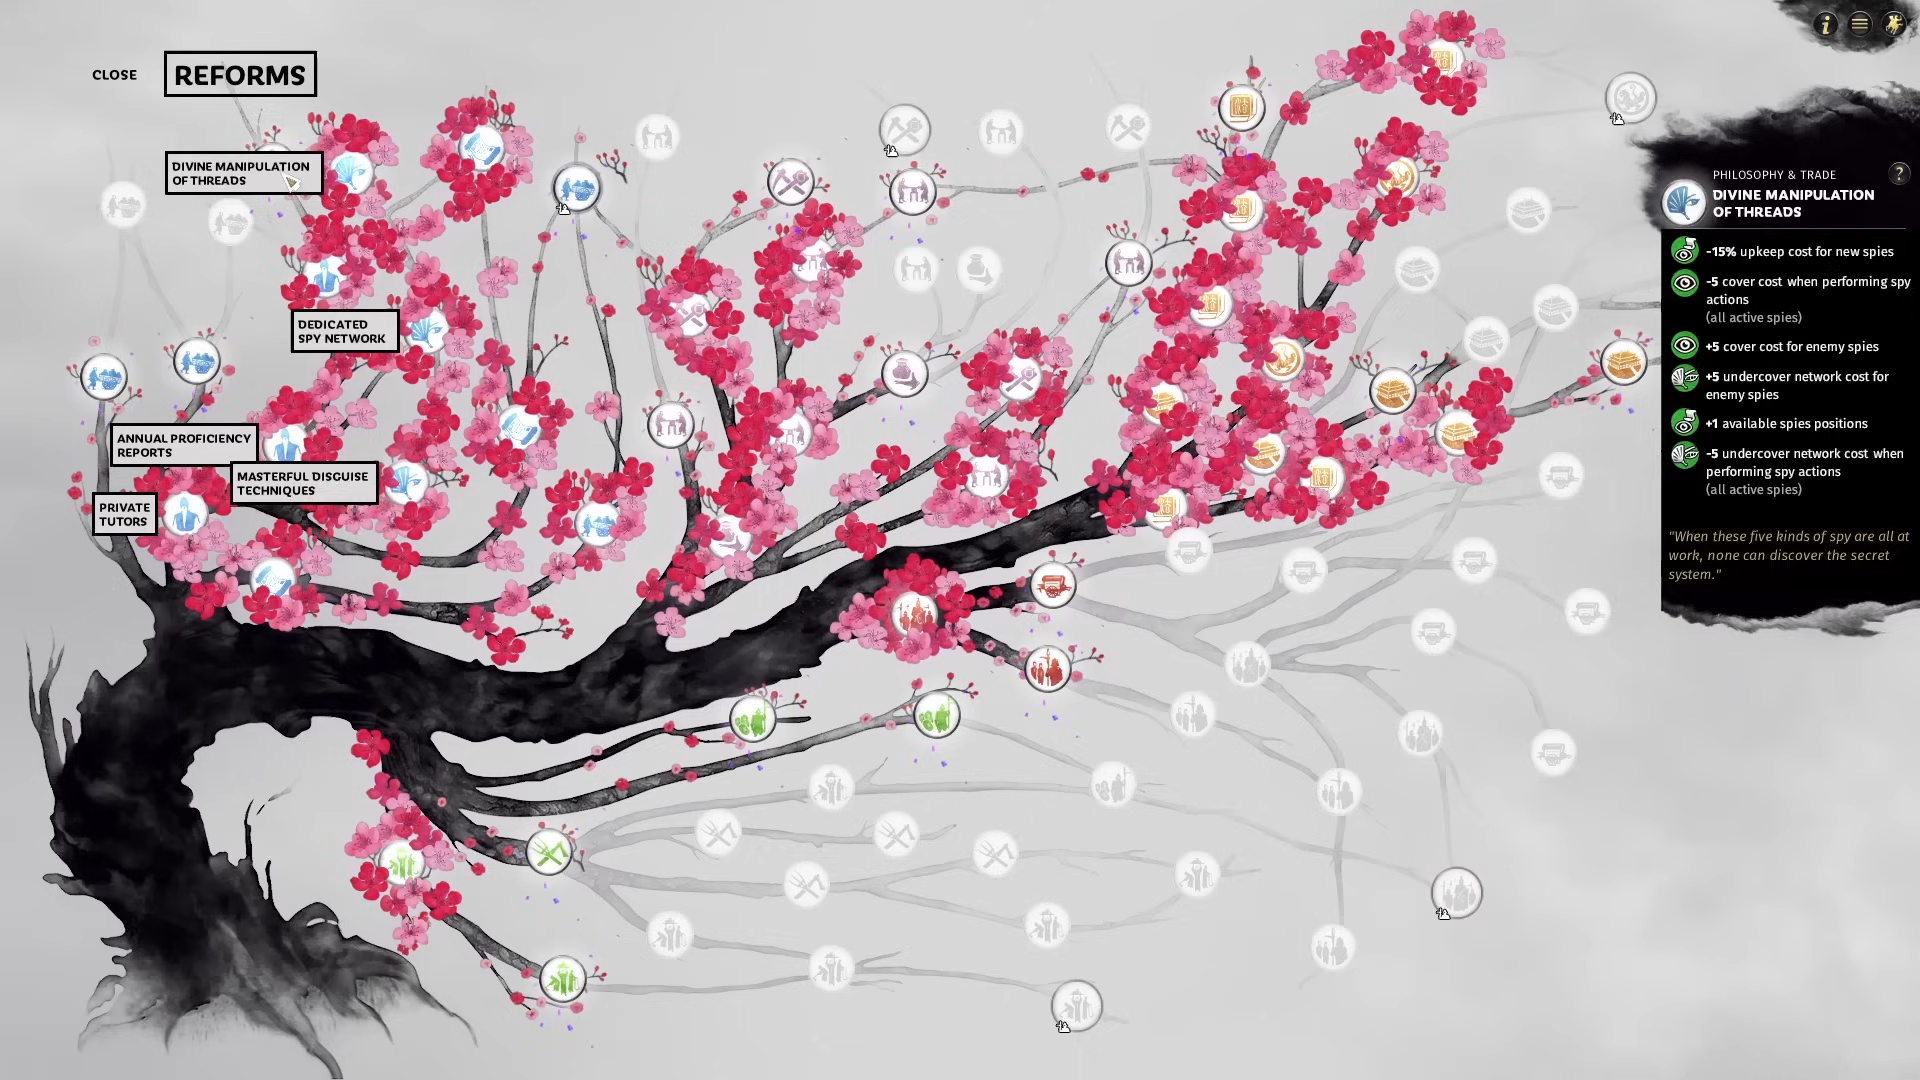 CLOSE
REFORMS
DIVINE MANIPULATION
OF THREADS
DEDICATED
SPY NETWORK
ANNUAL PROFICIENCY
REPORTS
MASTERFUL DISGUISE
TECHNIQUES
PRIVATE
TUTORS
?
PHILOSOPHY & TRADE
DIVINE MANIPULATION
OF THREADS
-15% upkeep cost for new spies
-5 cover cost when performing spy
actions
(all active spies)
+5 cover cost for enemy spies
+5 undercover network cost for
enemy spies
+1 available spies positions
-5 undercover network cost when
performing spy actions
(all active spies)
"When these five kinds of spy are all at
work, none can discover the secret
system."